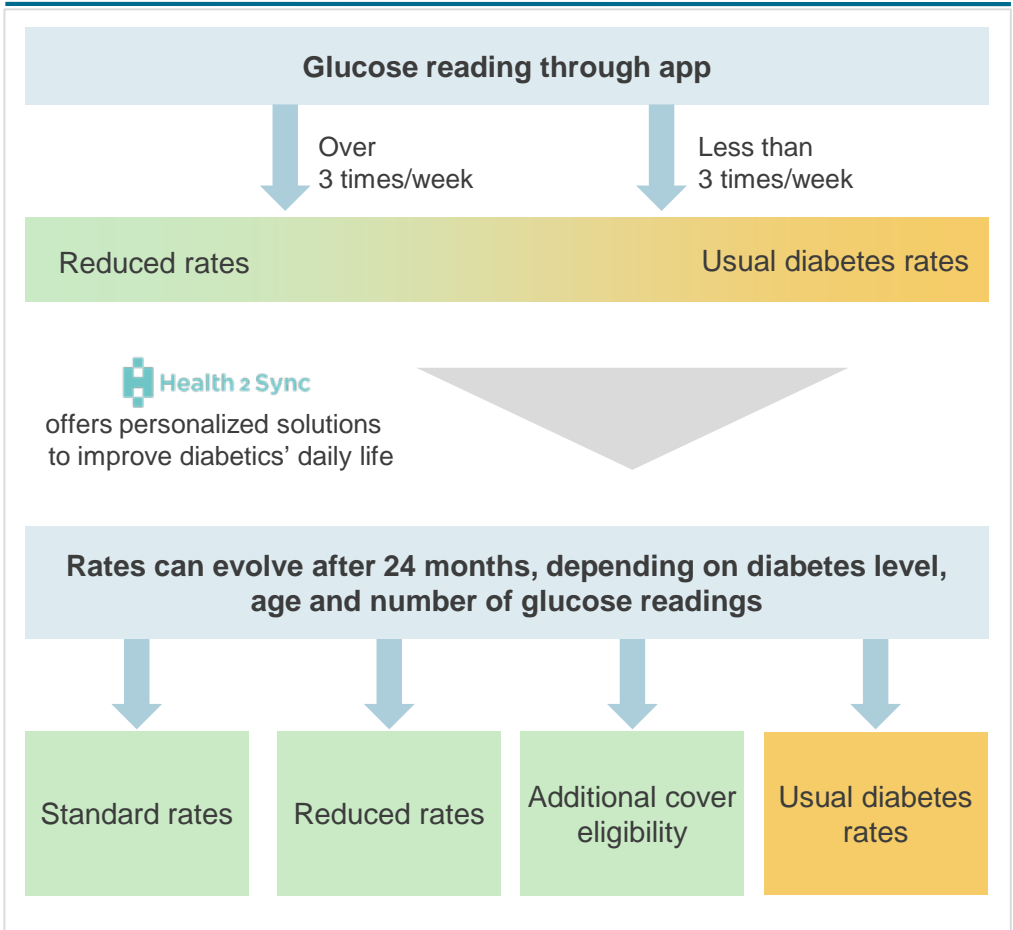 Glucose reading through app
Over
3 times/week
Less than
3 times/week
Reduced rates
Usual diabetes rates
Health 2 Sync
offers personalized solutions
to improve diabetics’ daily life
Rates can evolve after 24 months, depending on diabetes level,
age and number of glucose readings
Standard rates
Reduced rates
Additional cover
eligibility
Usual diabetes
rates